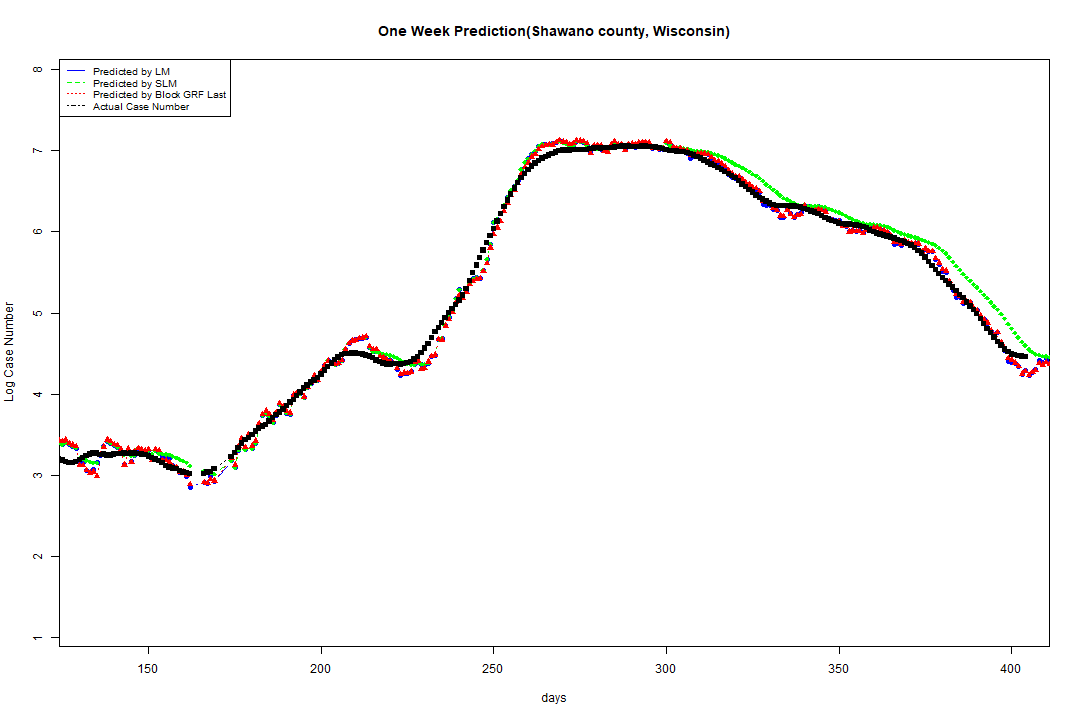 One Week Prediction(Shawano county, Wisconsin)
Predicted by LM
Predicted by SLM
Predicted by Block GRF Last
Actual Case Number
8
7
6
5
4
3
2
1
Log Case Number
150 200 250 300 350 400
days